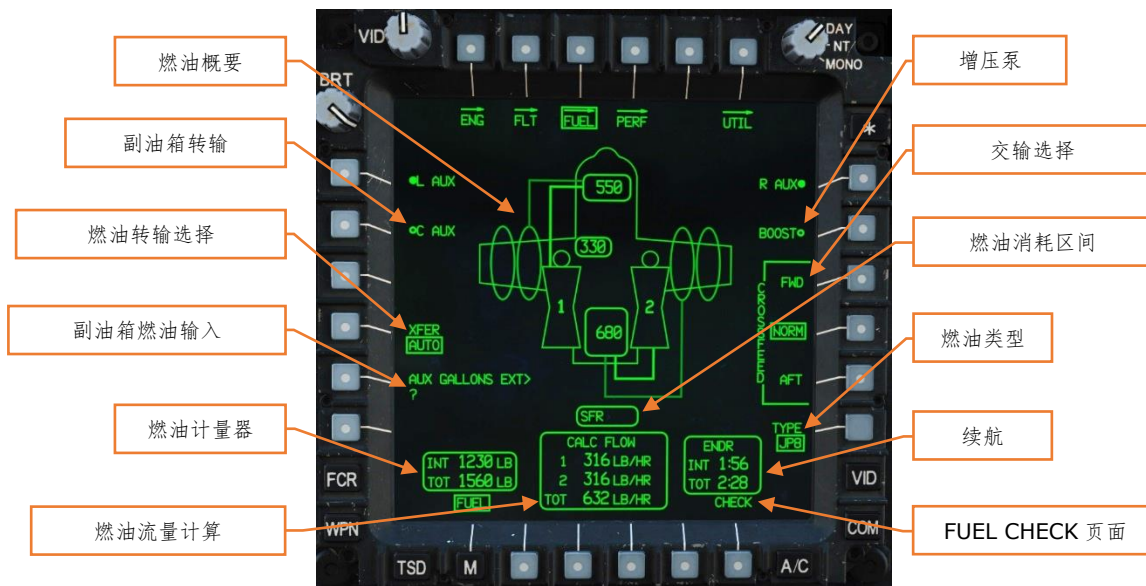 燃油概要
副油箱转输
燃油转输选择
副油箱燃油输入
燃油计量器
燃油流量计算
VID
BRT
DAY
NT
MONO
*
ENG
FLT
FUEL
PERF
UTIL
L AUX
R AUX
C AUX
BOOST
550
330
1
2
680
CROSSFEED
FWD
NORM
AFT
XFER
AUTO
AUX GALLONS EXT>
?
TYPE
JP8
SFR
INT 1230 LB
TOT 1560 LB
FUEL
CALC FLOW
1 316 LB/HR
2 316 LB/HR
TOT 632 LB/HR
ENDR
INT 1:56
TOT 2:28
CHECK
FCR
WPN
VID
COM
TSD
M
A/C
增压泵
交输选择
燃油消耗区间
燃油类型
续航
FUEL CHECK 页面